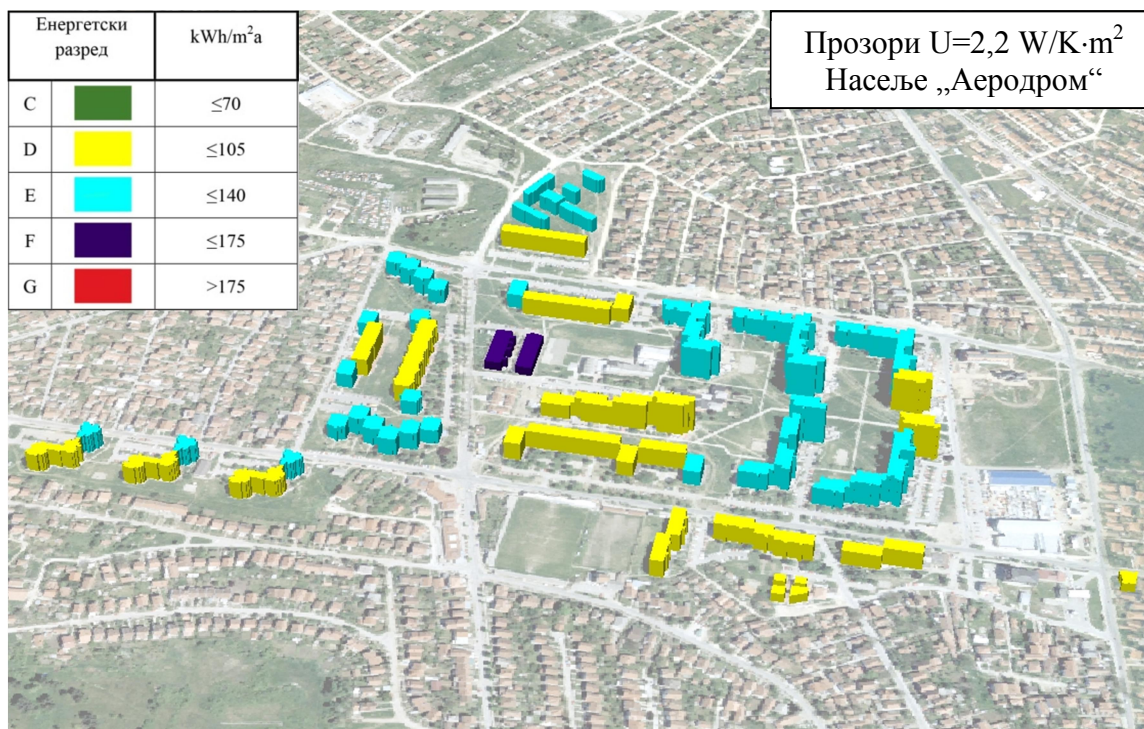 Енергетски разред kWh/m²a
C ≤70
D ≤105
E ≤140
F ≤175
G >175
Прозори U=2,2 W/K·m²
Насеље „Аеродром“